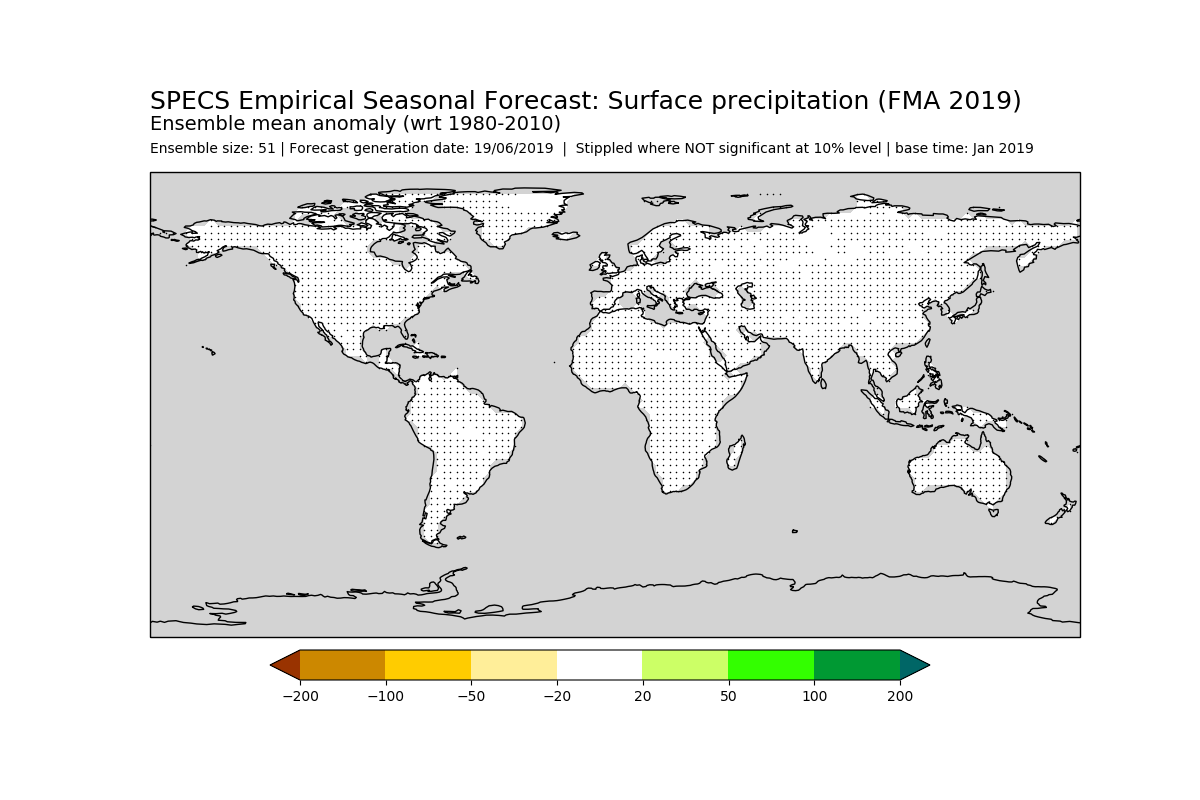 SPECS Empirical Seasonal Forecast: Surface precipitation (FMA 2019)
Ensemble mean anomaly (wrt 1980-2010)
Ensemble size: 51 | Forecast generation date: 19/06/2019  |  Stippled where NOT significant at 10% level | base time: Jan 2019
−200 −100 −50 −20 20 50 100 200